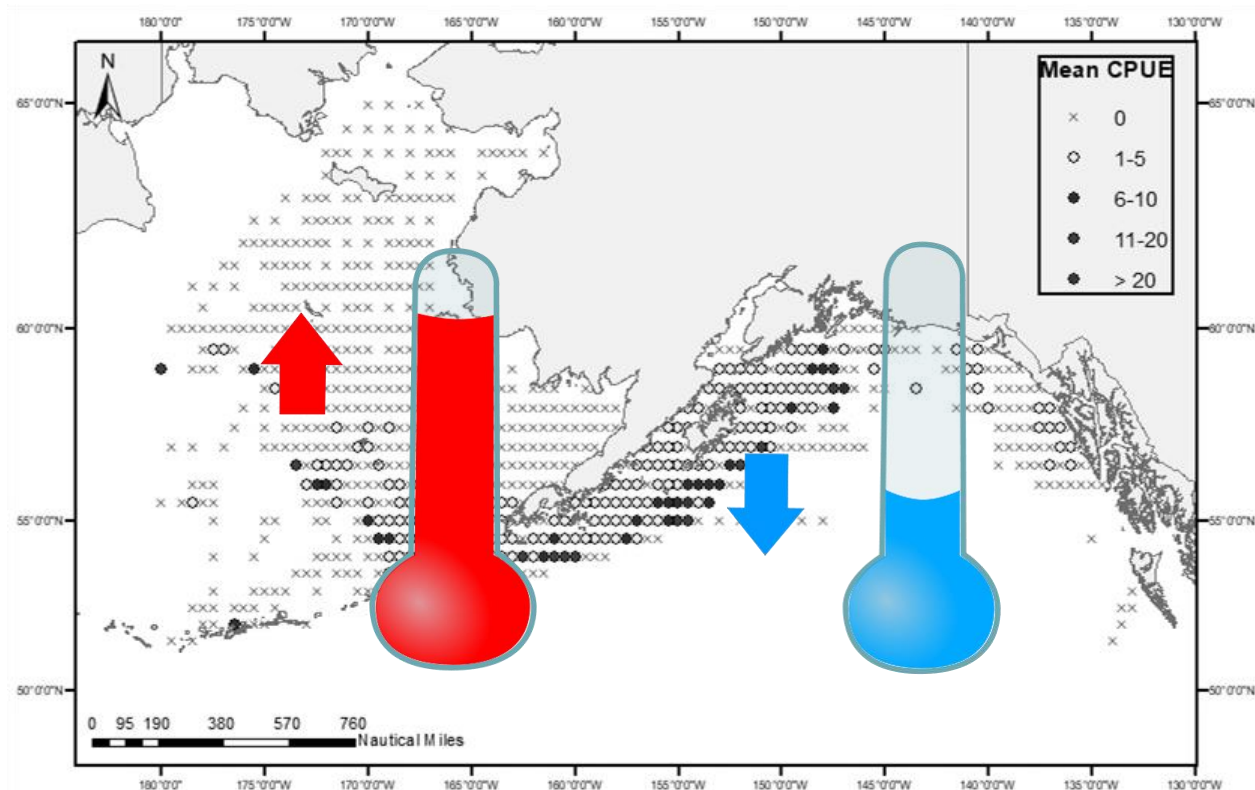 180°0'0"W 175°0'0"W 170°0'0"W 165°0'0"W 160°0'0"W 155°0'0"W 150°0'0"W 145°0'0"W 140°0'0"W 135°0'0"W 130°0'0"W
N
Mean CPUE
0
1-5
6-10
11-20
> 20
65°0'0"N 65°0'0"N
60°0'0"N 60°0'0"N
55°0'0"N 55°0'0"N
50°0'0"N 50°0'0"N
0 95 190 380 570 760
Nautical Miles
180°0'0"W 175°0'0"W 170°0'0"W 165°0'0"W 160°0'0"W 155°0'0"W 150°0'0"W 145°0'0"W 140°0'0"W 135°0'0"W 130°0'0"W